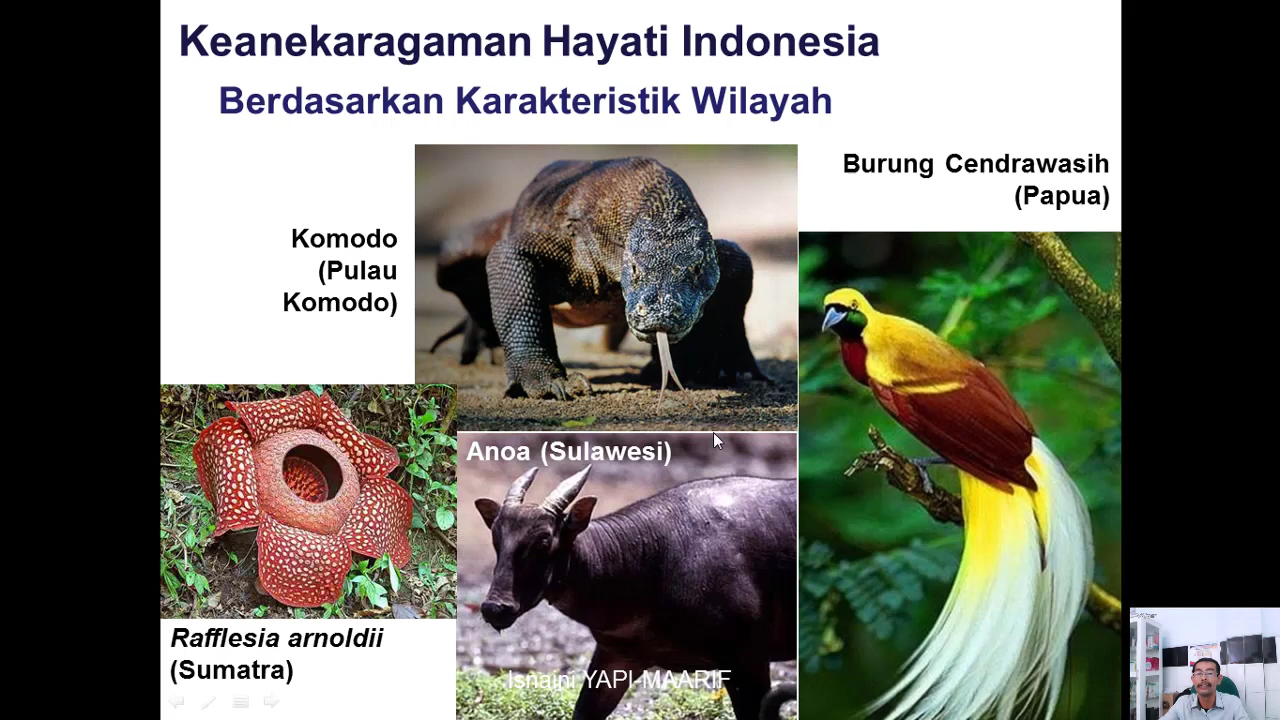 Keanekaragaman Hayati Indonesia
Berdasarkan Karakteristik Wilayah
Burung Cendrawasih
(Papua)
Komodo
(Pulau
Komodo)
Anoa (Sulawesi)
Rafflesia arnoldii
(Sumatra)
Isnaini YAPI MAARIF